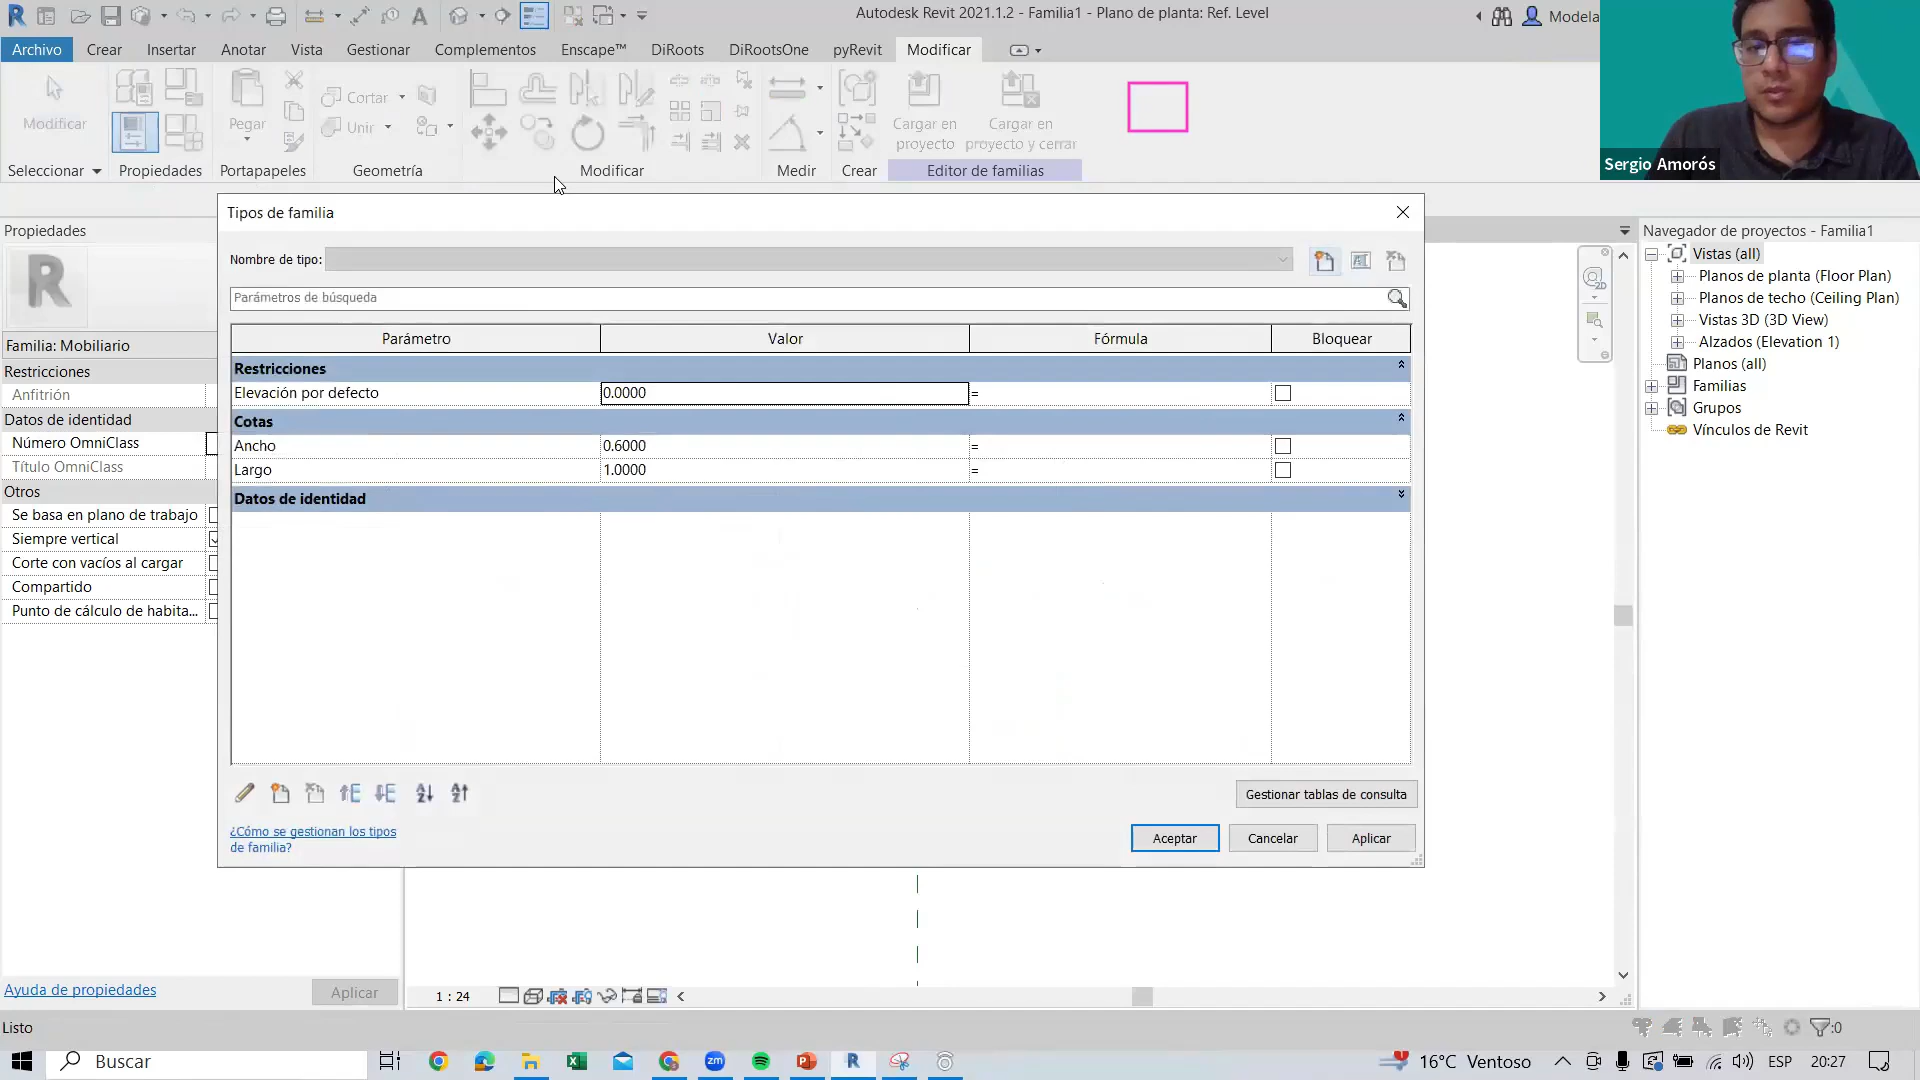 Autodesk Revit 2021.1.2 - Familia1 - Plano de planta: Ref. Level
Modela
Archivo Crear Insertar Anotar Vista Gestionar Complementos Enscape™ DiRoots DiRootsOne pyRevit Modificar
Cortar
Modificar Pegar Unir Cargar en proyecto Cargar en proyecto y cerrar
Seleccionar Propiedades Portapapeles Geometría Modificar Medir Crear Editor de familias
Sergio Amorós
Propiedades
Familia: Mobiliario
Restricciones
Anfitrión
Datos de identidad
Número OmniClass
Título OmniClass
Otros
Se basa en plano de trabajo
Siempre vertical
Corte con vacíos al cargar
Compartido
Punto de cálculo de habita...
Ayuda de propiedades
Aplicar
Tipos de familia
Nombre de tipo:
Parámetros de búsqueda
Parámetro Valor Fórmula Bloquear
Restricciones
Elevación por defecto 0.0000 =
Cotas
Ancho 0.6000 =
Largo 1.0000 =
Datos de identidad
Gestionar tablas de consulta
¿Cómo se gestionan los tipos
de familia?
Aceptar Cancelar Aplicar
1 : 24
Navegador de proyectos - Familia1
Vistas (all)
Planos de planta (Floor Plan)
Planos de techo (Ceiling Plan)
Vistas 3D (3D View)
Alzados (Elevation 1)
Planos (all)
Familias
Grupos
Vínculos de Revit
Listo
:0
Buscar
16°C Ventoso
ESP
20:27